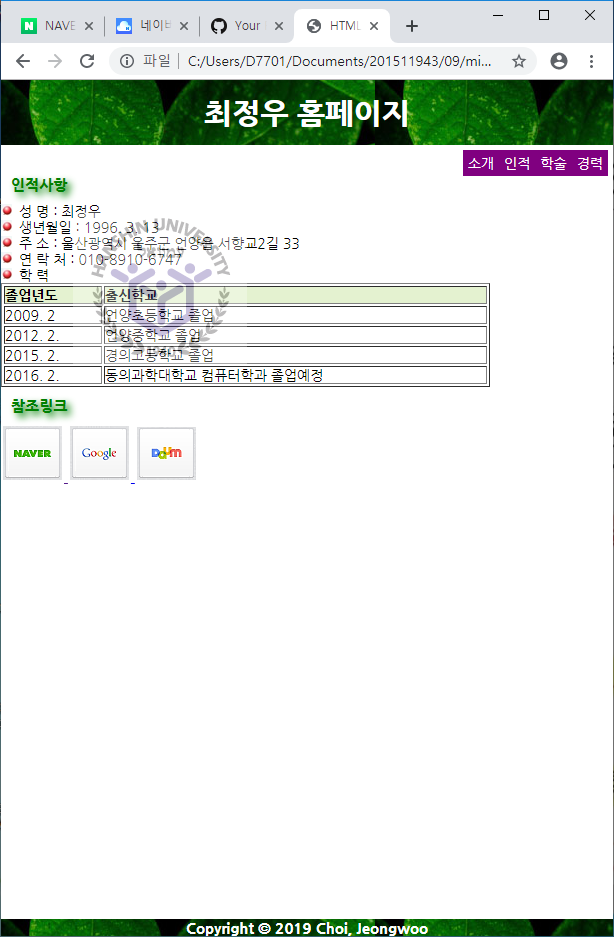 NAVE
네이버
Your
HTML
파일 | C:/Users/D7701/Documents/201511943/09/mi...
최정우 홈페이지
소개 인적 학술 경력
인적사항
성 명 : 최정우
생년월일 : 1996. 3. 13
주 소 : 울산광역시 울주군 언양읍 서향교2길 33
연 락 처 : 010-8910-6747
학 력
HANSHIN UNIVERSITY
졸업년도 출신학교
2009. 2 언양초등학교 졸업
2012. 2. 언양중학교 졸업
2015. 2. 경의고등학교 졸업
2016. 2. 동의과학대학교 컴퓨터학과 졸업예정
참조링크
NAVER Google Daum
Copyright © 2019 Choi, Jeongwoo